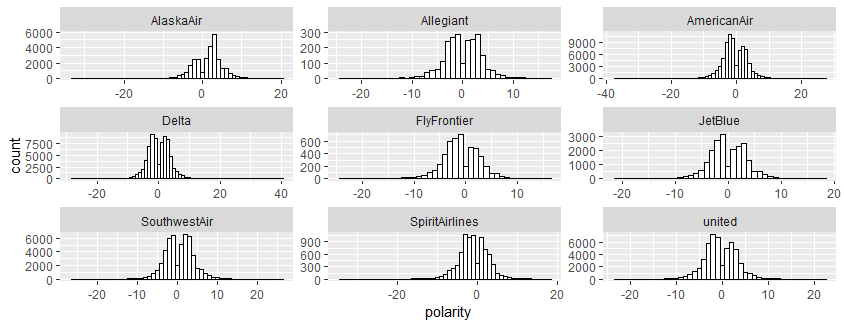 AlaskaAir Allegiant AmericanAir
6000 300
4000 200 9000
6000
2000 100 3000
0 0 0
-20 0 20 -20 -10 0 10 -40 -20 0 20
Delta FlyFrontier JetBlue
7500 600 3000
5000 400 2000
2500 200 1000
0 0 0
-20 0 20 40 -20 -10 0 10 -20 -10 0 10 20
SouthwestAir SpiritAirlines united
6000 900 6000
4000 600 4000
2000 300 2000
0 0 0
-20 -10 0 10 20 -20 0 20 -20 -10 0 10 20
count
polarity